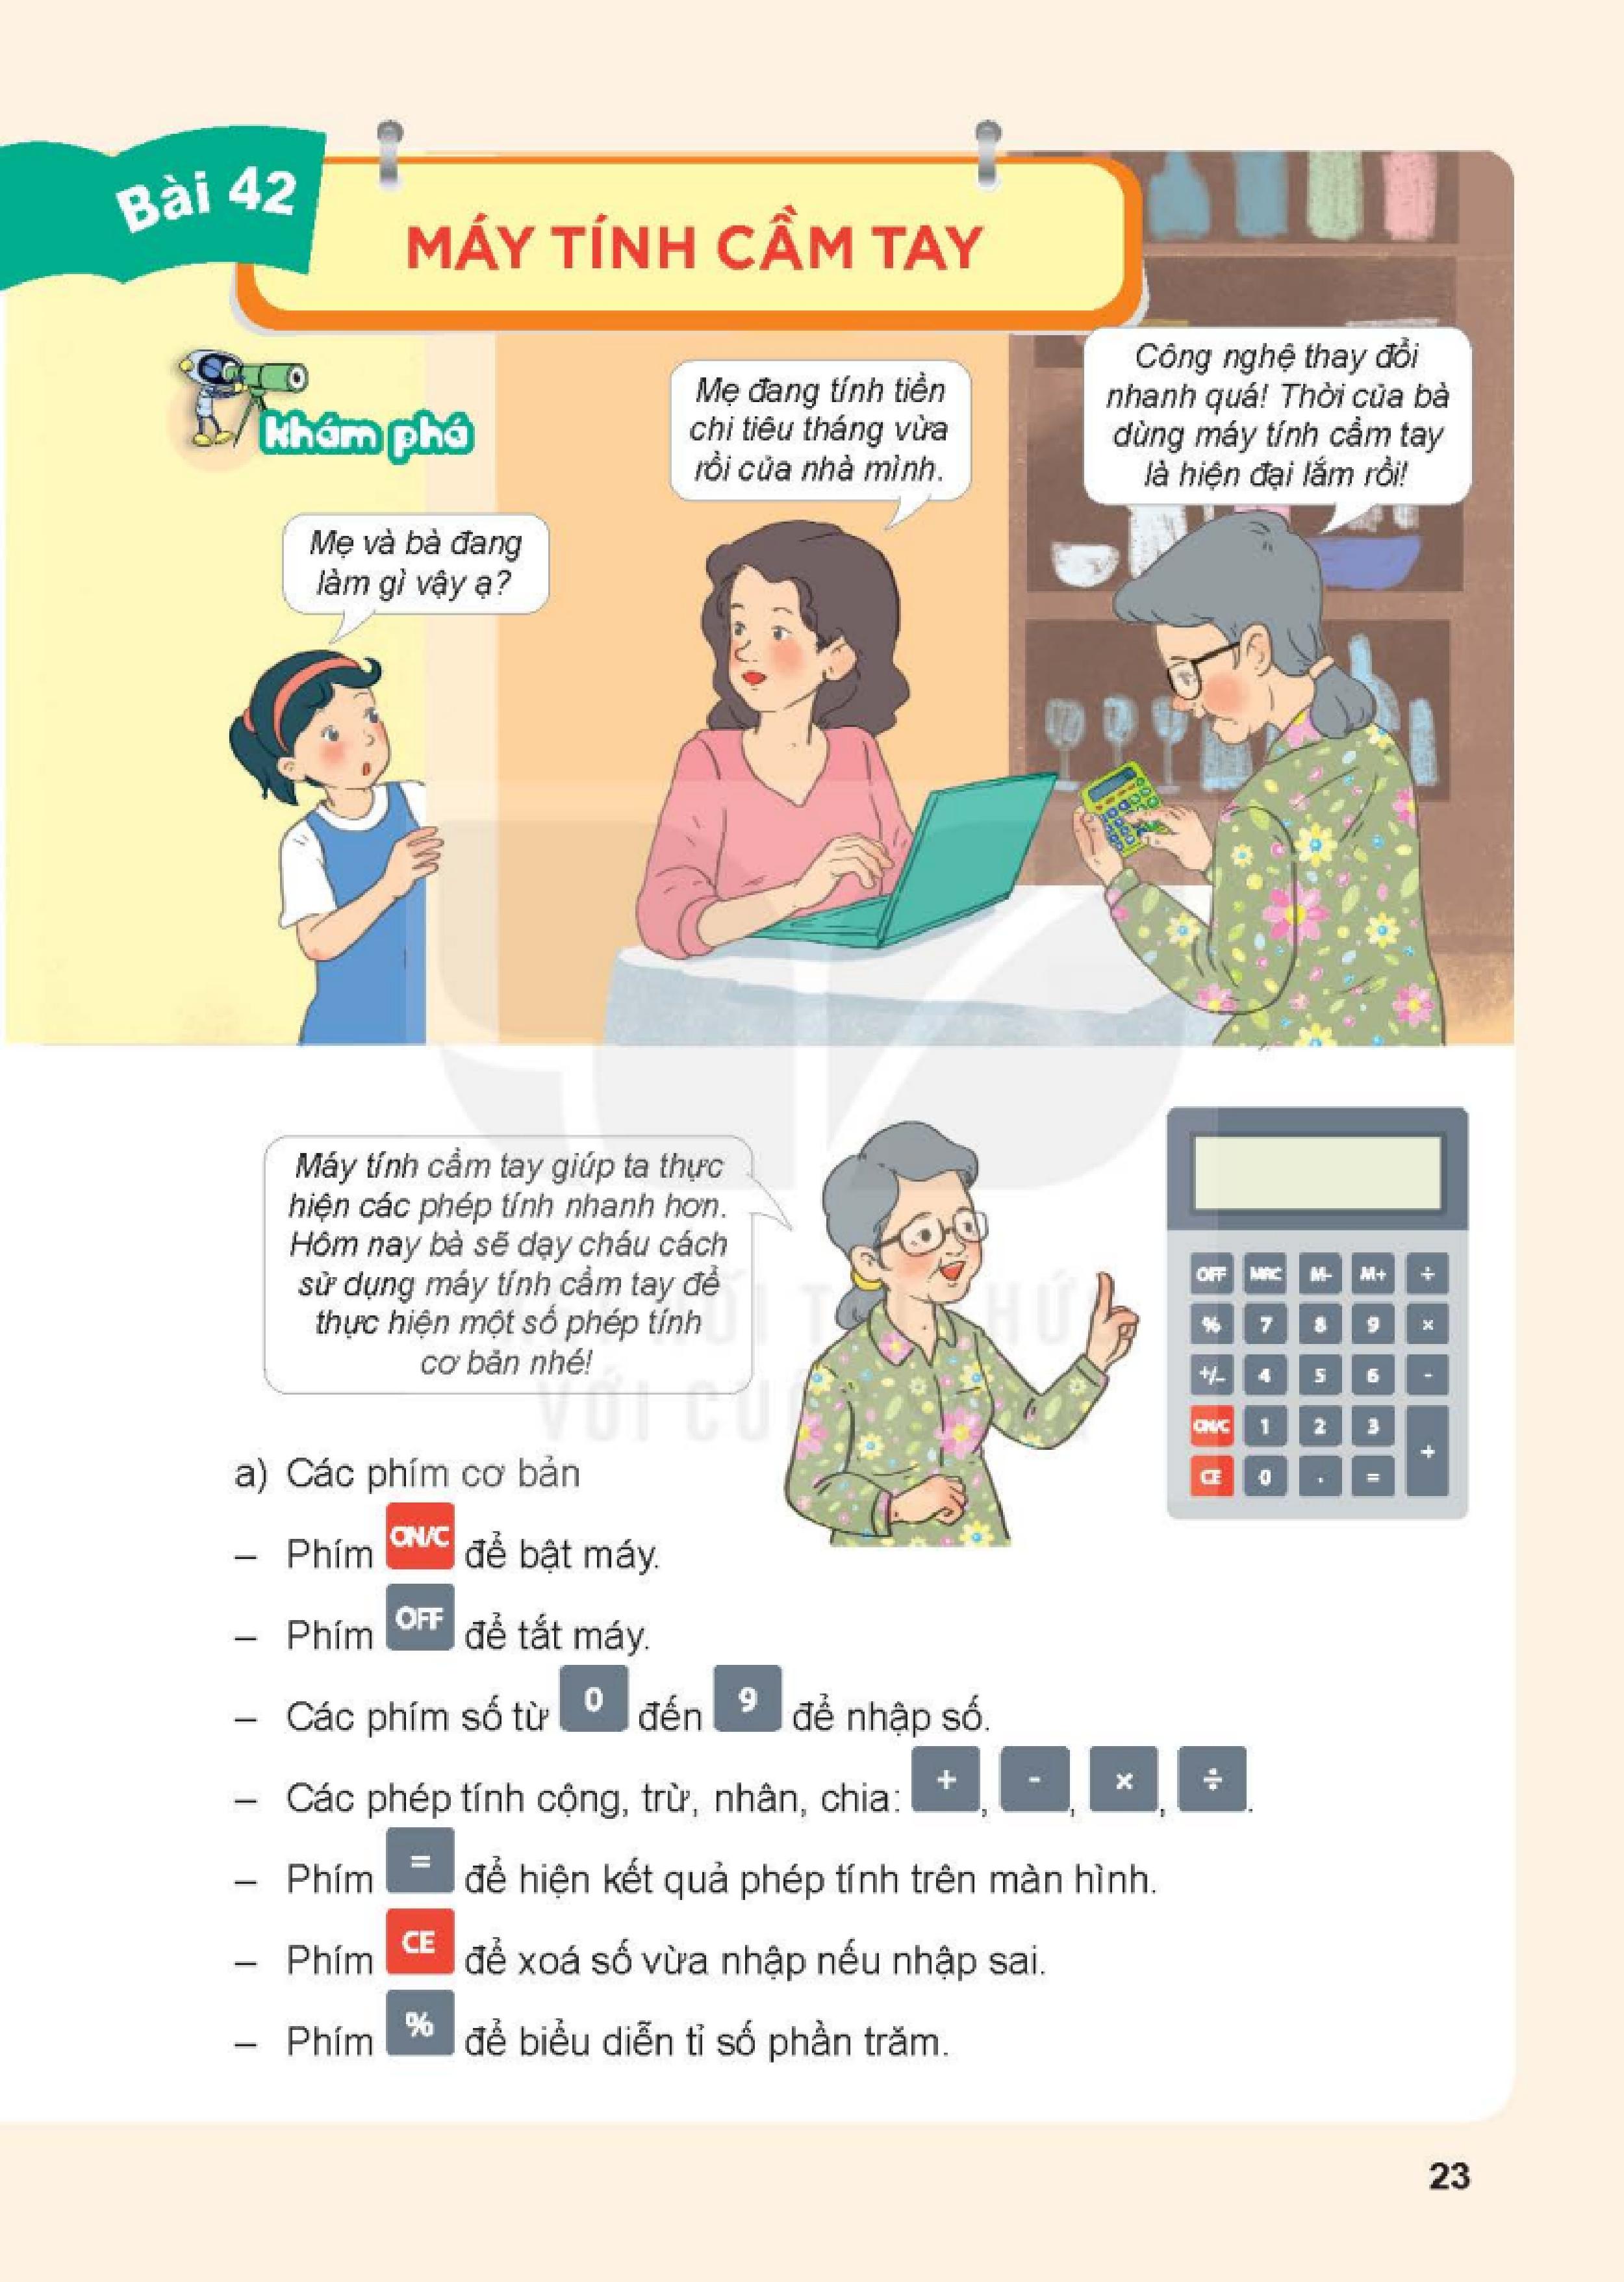 Bài 42
MÁY TÍNH CẦM TAY
khám phá
Mẹ và bà đang
làm gì vậy ạ?
Mẹ đang tính tiền
chi tiêu tháng vừa
rồi của nhà mình.
Công nghệ thay đổi
nhanh quá! Thời của bà
dùng máy tính cầm tay
là hiện đại lắm rồi!
Máy tính cầm tay giúp ta thực
hiện các phép tính nhanh hơn.
Hôm nay bà sẽ dạy cháu cách
sử dụng máy tính cầm tay để
thực hiện một số phép tính
cơ bản nhé!
OFF MRC M- M+ ÷
% 7 8 9 ×
+/- 4 5 6 -
ON/C 1 2 3 +
CE 0 . =
a) Các phím cơ bản
– Phím ON/C để bật máy.
– Phím OFF để tắt máy.
– Các phím số từ 0 đến 9 để nhập số.
– Các phép tính cộng, trừ, nhân, chia: +, -, ×, ÷.
– Phím = để hiện kết quả phép tính trên màn hình.
– Phím CE để xoá số vừa nhập nếu nhập sai.
– Phím % để biểu diễn tỉ số phần trăm.
23